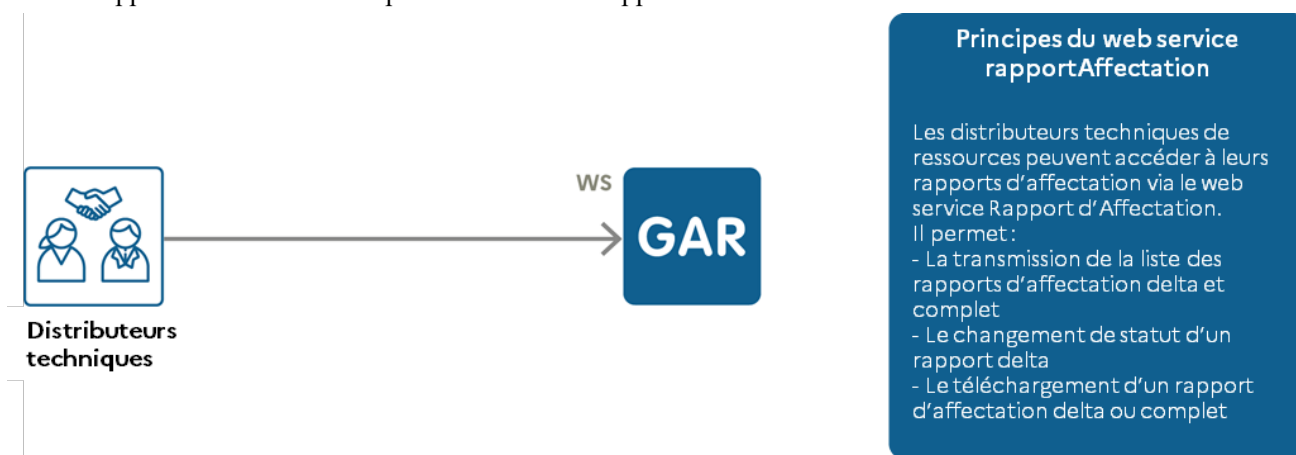 Principes du web service
rapportAffectation
Les distributeurs techniques de
ressources peuvent accéder à leurs
rapports d'affectation via le web
service Rapport d'Affectation.
Il permet :
- La transmission de la liste des
rapports d'affectation delta et
complet
- Le changement de statut d'un
rapport delta
- Le téléchargement d'un rapport
d'affectation delta ou complet
WS
GAR
Distributeurs
techniques